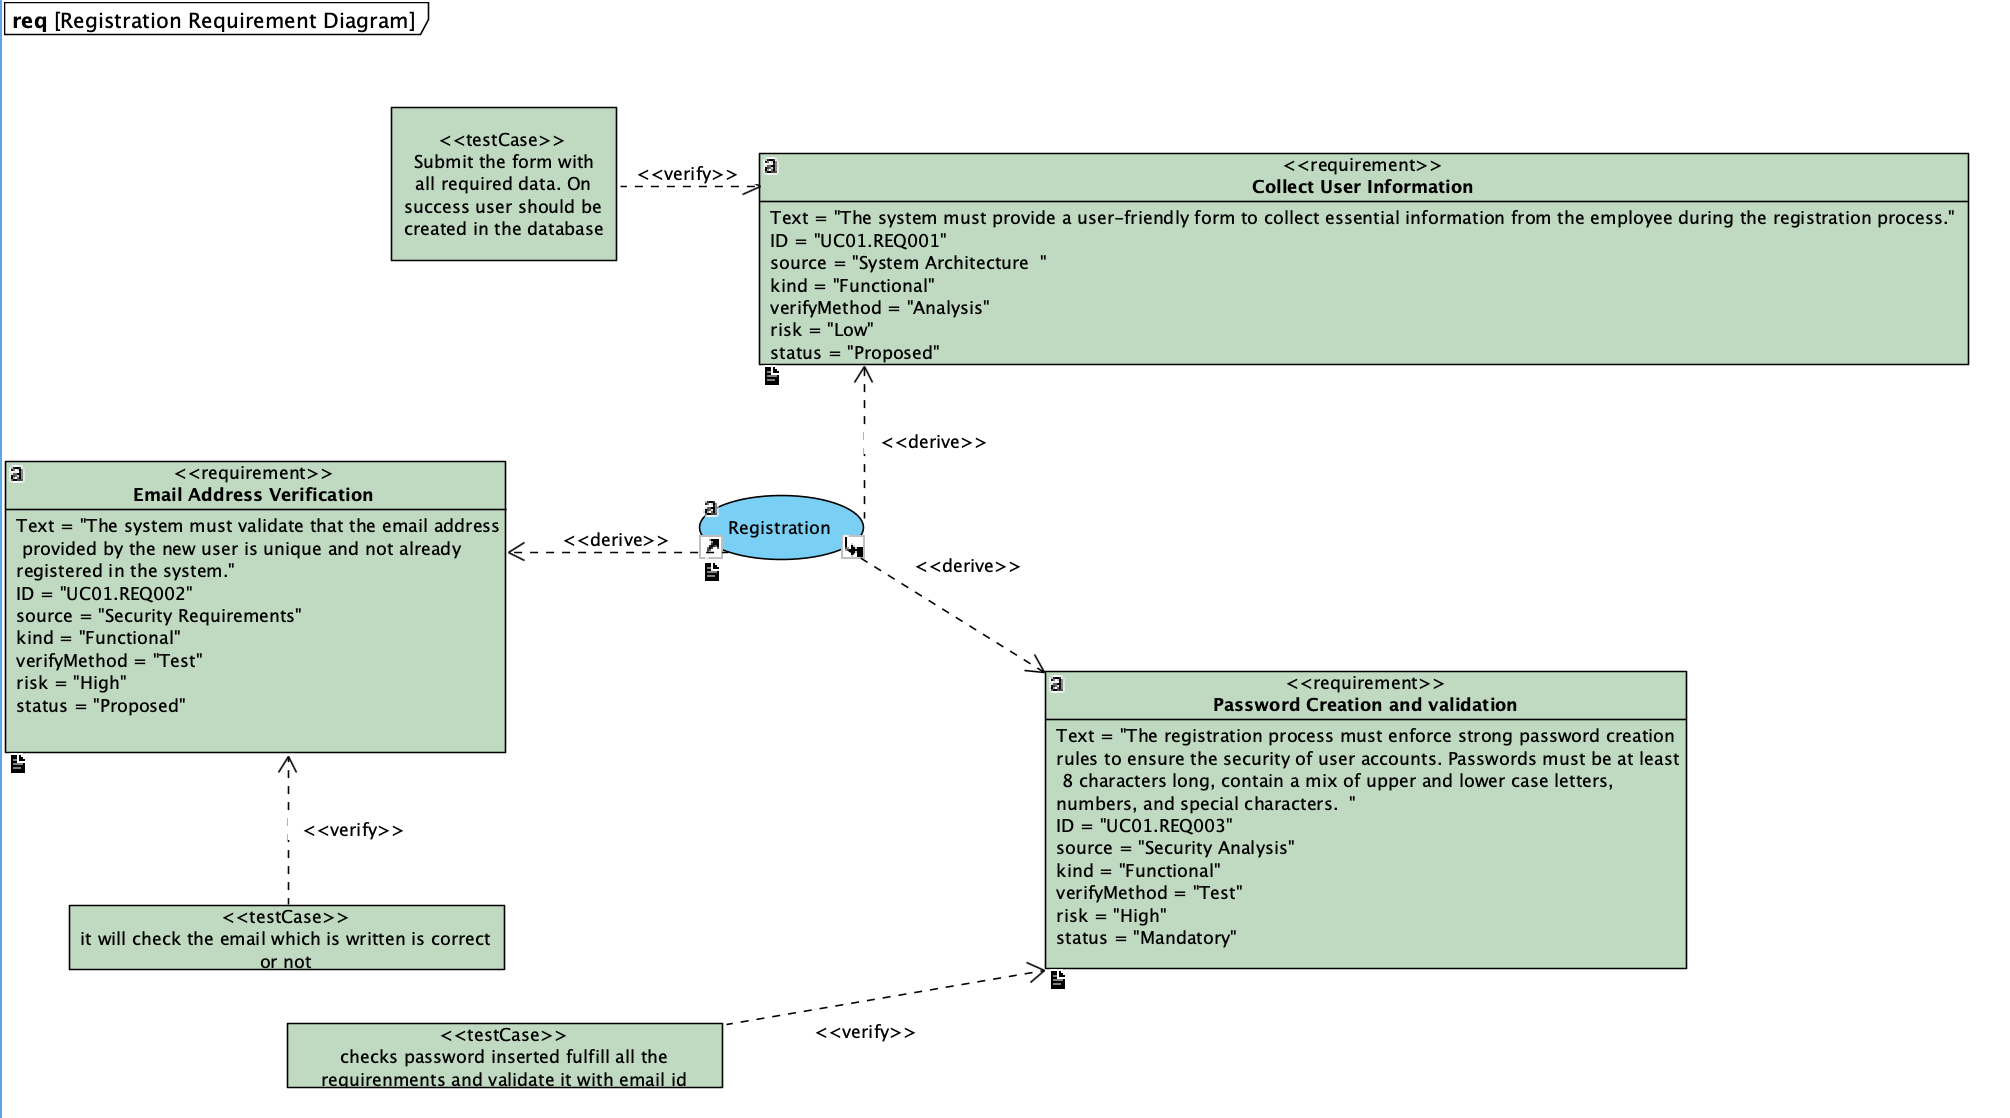 req [Registration Requirement Diagram]
<<testCase>>
Submit the form with
all required data. On
success user should be
created in the database
<<verify>>
<<requirement>>
Collect User Information
Text = "The system must provide a user-friendly form to collect essential information from the employee during the registration process."
ID = "UC01.REQ001"
source = "System Architecture  "
kind = "Functional"
verifyMethod = "Analysis"
risk = "Low"
status = "Proposed"
<<derive>>
<<requirement>>
Email Address Verification
Text = "The system must validate that the email address
provided by the new user is unique and not already
registered in the system."
ID = "UC01.REQ002"
source = "Security Requirements"
kind = "Functional"
verifyMethod = "Test"
risk = "High"
status = "Proposed"
<<derive>>
Registration
<<derive>>
<<requirement>>
Password Creation and validation
Text = "The registration process must enforce strong password creation
rules to ensure the security of user accounts. Passwords must be at least
8 characters long, contain a mix of upper and lower case letters,
numbers, and special characters.  "
ID = "UC01.REQ003"
source = "Security Analysis"
kind = "Functional"
verifyMethod = "Test"
risk = "High"
status = "Mandatory"
<<verify>>
<<testCase>>
it will check the email which is written is correct
or not
<<testCase>>
checks password inserted fulfill all the
requirenments and validate it with email id
<<verify>>